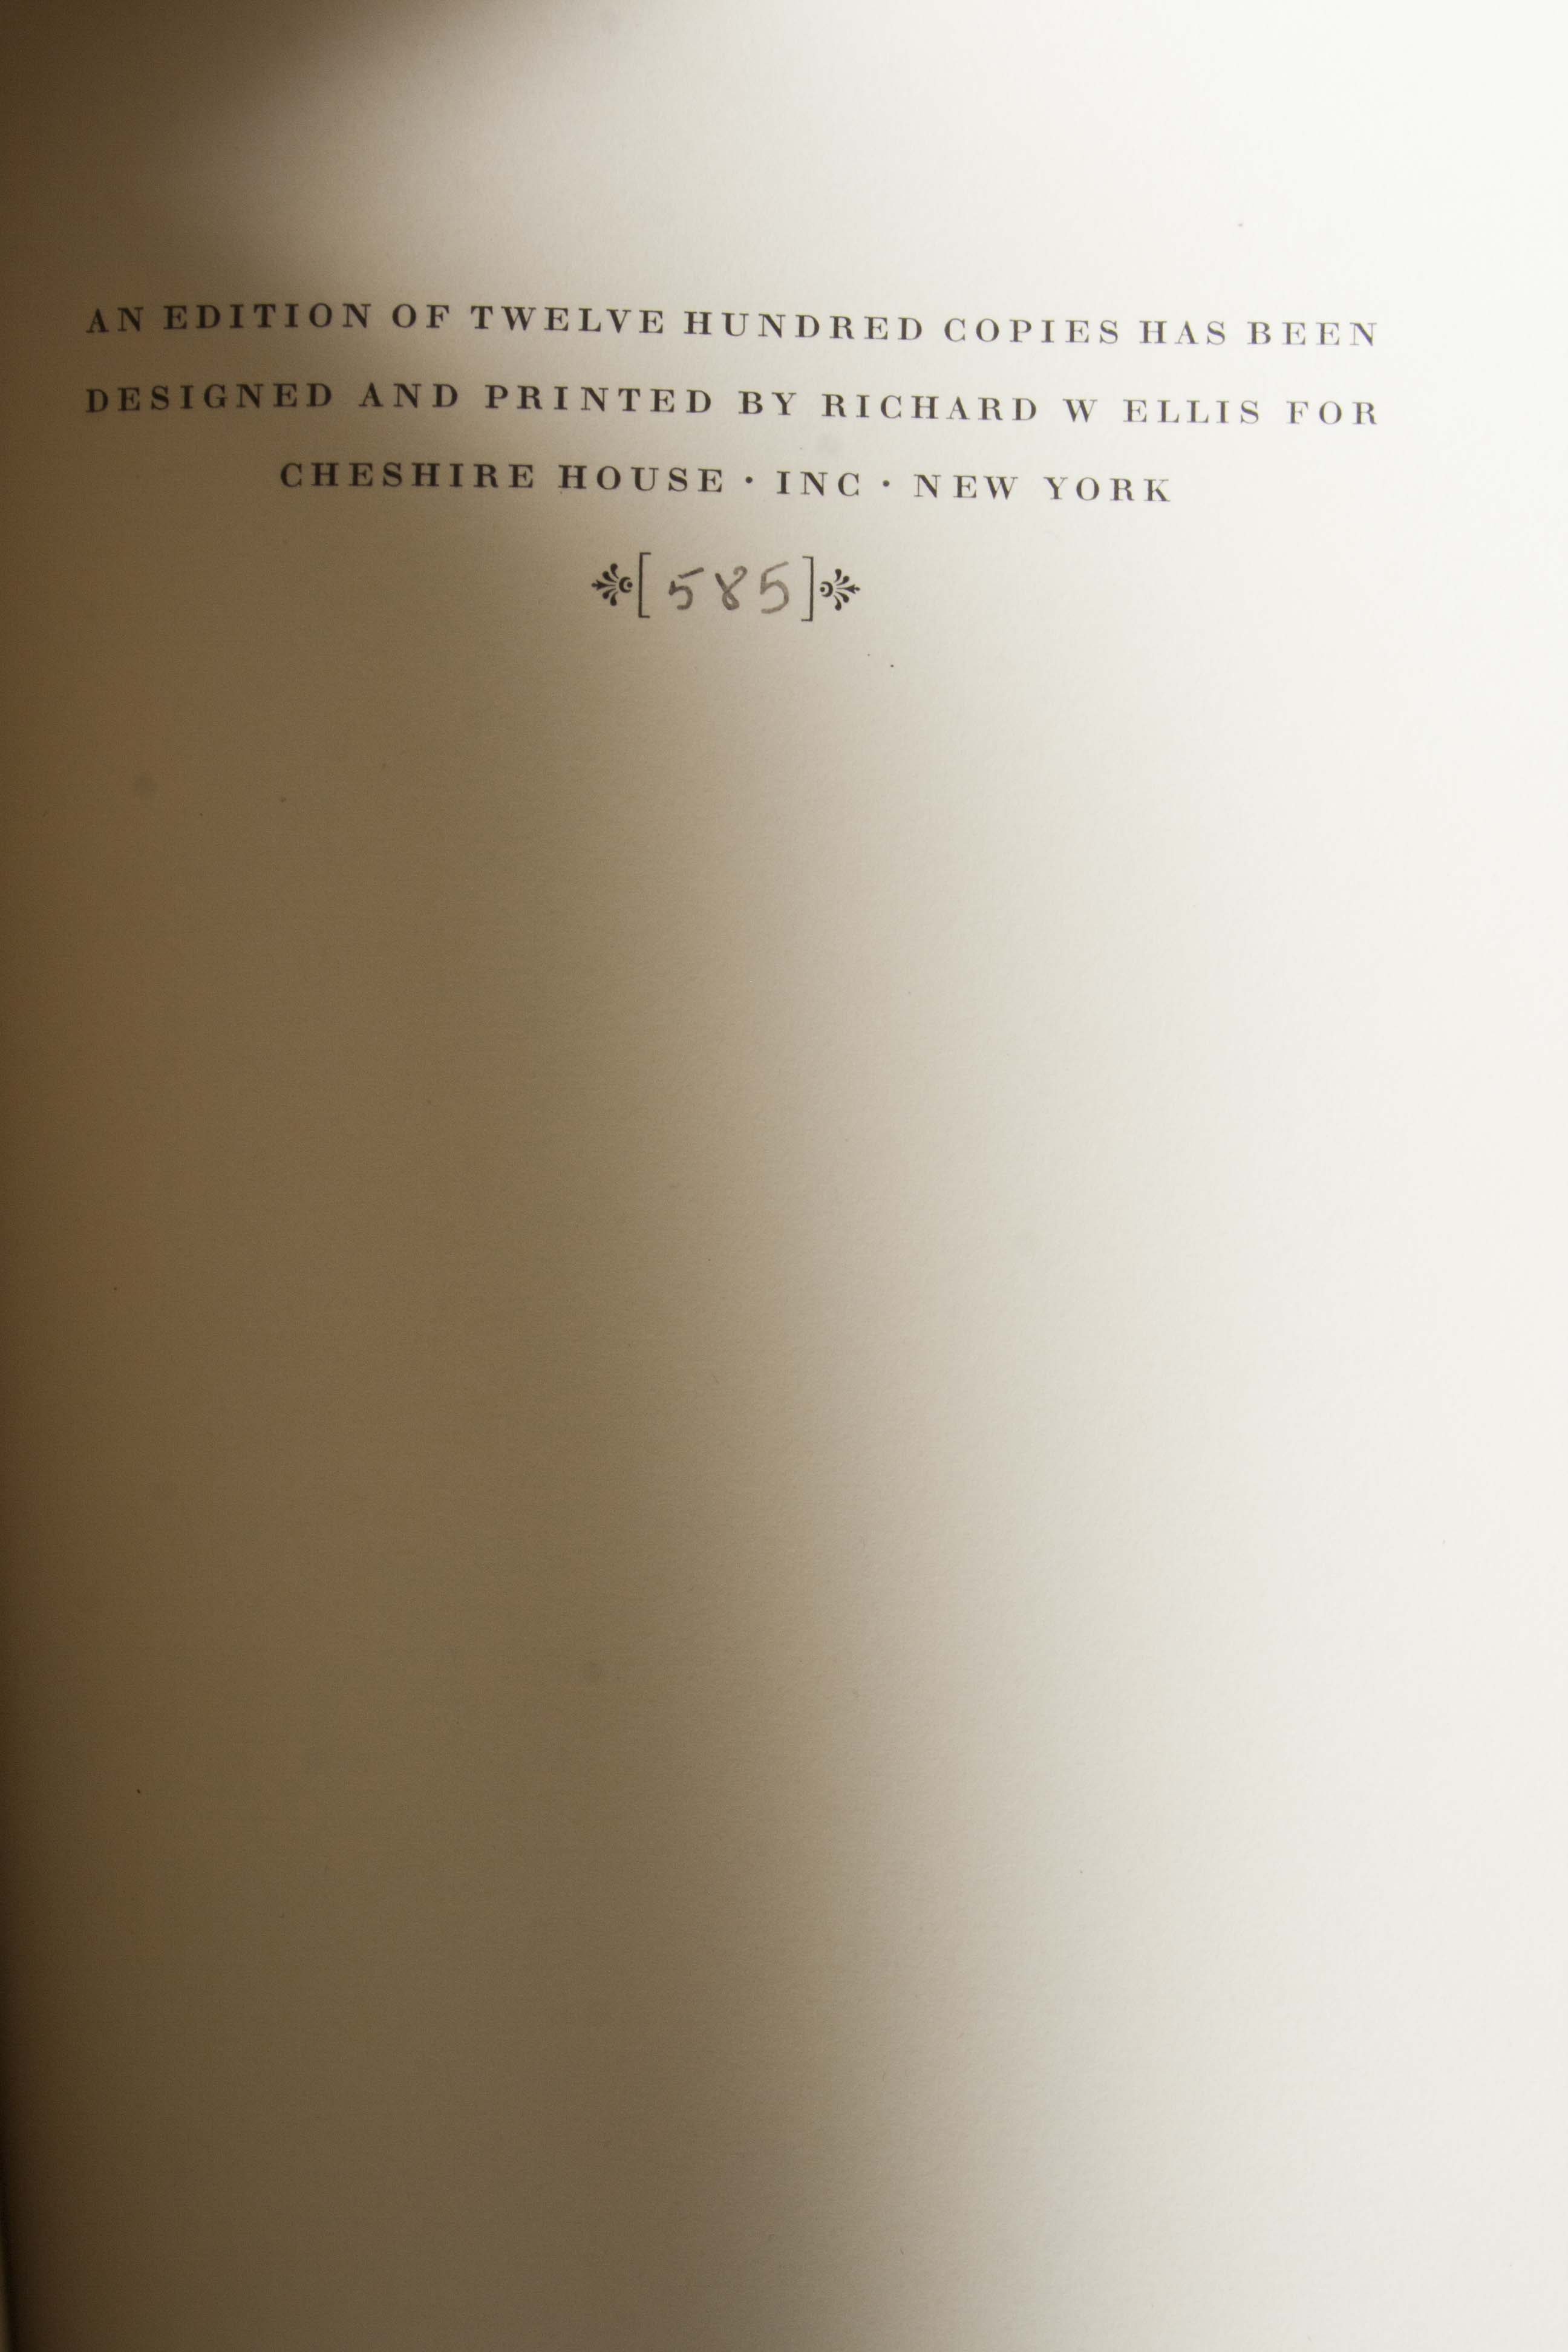 AN EDITION OF TWELVE HUNDRED COPIES HAS BEEN
DESIGNED AND PRINTED BY RICHARD W ELLIS FOR
CHESHIRE HOUSE · INC · NEW YORK
[585]